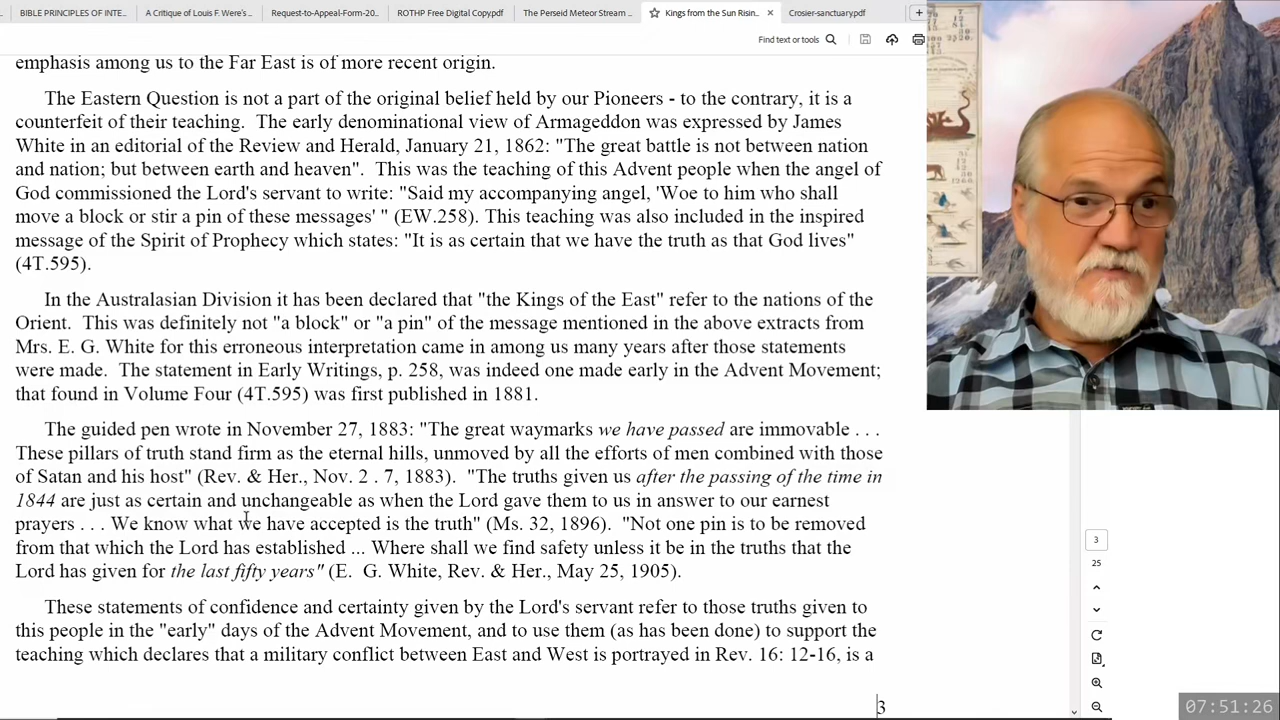 BIBLE PRINCIPLES OF INTE...
A Critique of Louis F. Were's...
Request-to-Appeal-Form-20...
ROTHP Free Digital Copy.pdf
The Perseid Meteor Stream ...
Kings from the Sun Risin...
Crosier-sanctuary.pdf
Find text or tools
emphasis among us to the Far East is of more recent origin.
The Eastern Question is not a part of the original belief held by our Pioneers - to the contrary, it is a
counterfeit of their teaching. The early denominational view of Armageddon was expressed by James
White in an editorial of the Review and Herald, January 21, 1862: "The great battle is not between nation
and nation; but between earth and heaven". This was the teaching of this Advent people when the angel of
God commissioned the Lord's servant to write: "Said my accompanying angel, 'Woe to him who shall
move a block or stir a pin of these messages' " (EW.258). This teaching was also included in the inspired
message of the Spirit of Prophecy which states: "It is as certain that we have the truth as that God lives"
(4T.595).
In the Australasian Division it has been declared that "the Kings of the East" refer to the nations of the
Orient. This was definitely not "a block" or "a pin" of the message mentioned in the above extracts from
Mrs. E. G. White for this erroneous interpretation came in among us many years after those statements
were made. The statement in Early Writings, p. 258, was indeed one made early in the Advent Movement;
that found in Volume Four (4T.595) was first published in 1881.
The guided pen wrote in November 27, 1883: "The great waymarks we have passed are immovable . . .
These pillars of truth stand firm as the eternal hills, unmoved by all the efforts of men combined with those
of Satan and his host" (Rev. & Her., Nov. 2 . 7, 1883). "The truths given us after the passing of the time in
1844 are just as certain and unchangeable as when the Lord gave them to us in answer to our earnest
prayers . . . We know what we have accepted is the truth" (Ms. 32, 1896). "Not one pin is to be removed
from that which the Lord has established ... Where shall we find safety unless it be in the truths that the
Lord has given for the last fifty years" (E. G. White, Rev. & Her., May 25, 1905).
These statements of confidence and certainty given by the Lord's servant refer to those truths given to
this people in the "early" days of the Advent Movement, and to use them (as has been done) to support the
teaching which declares that a military conflict between East and West is portrayed in Rev. 16: 12-16, is a
3
3
25
07:51:26